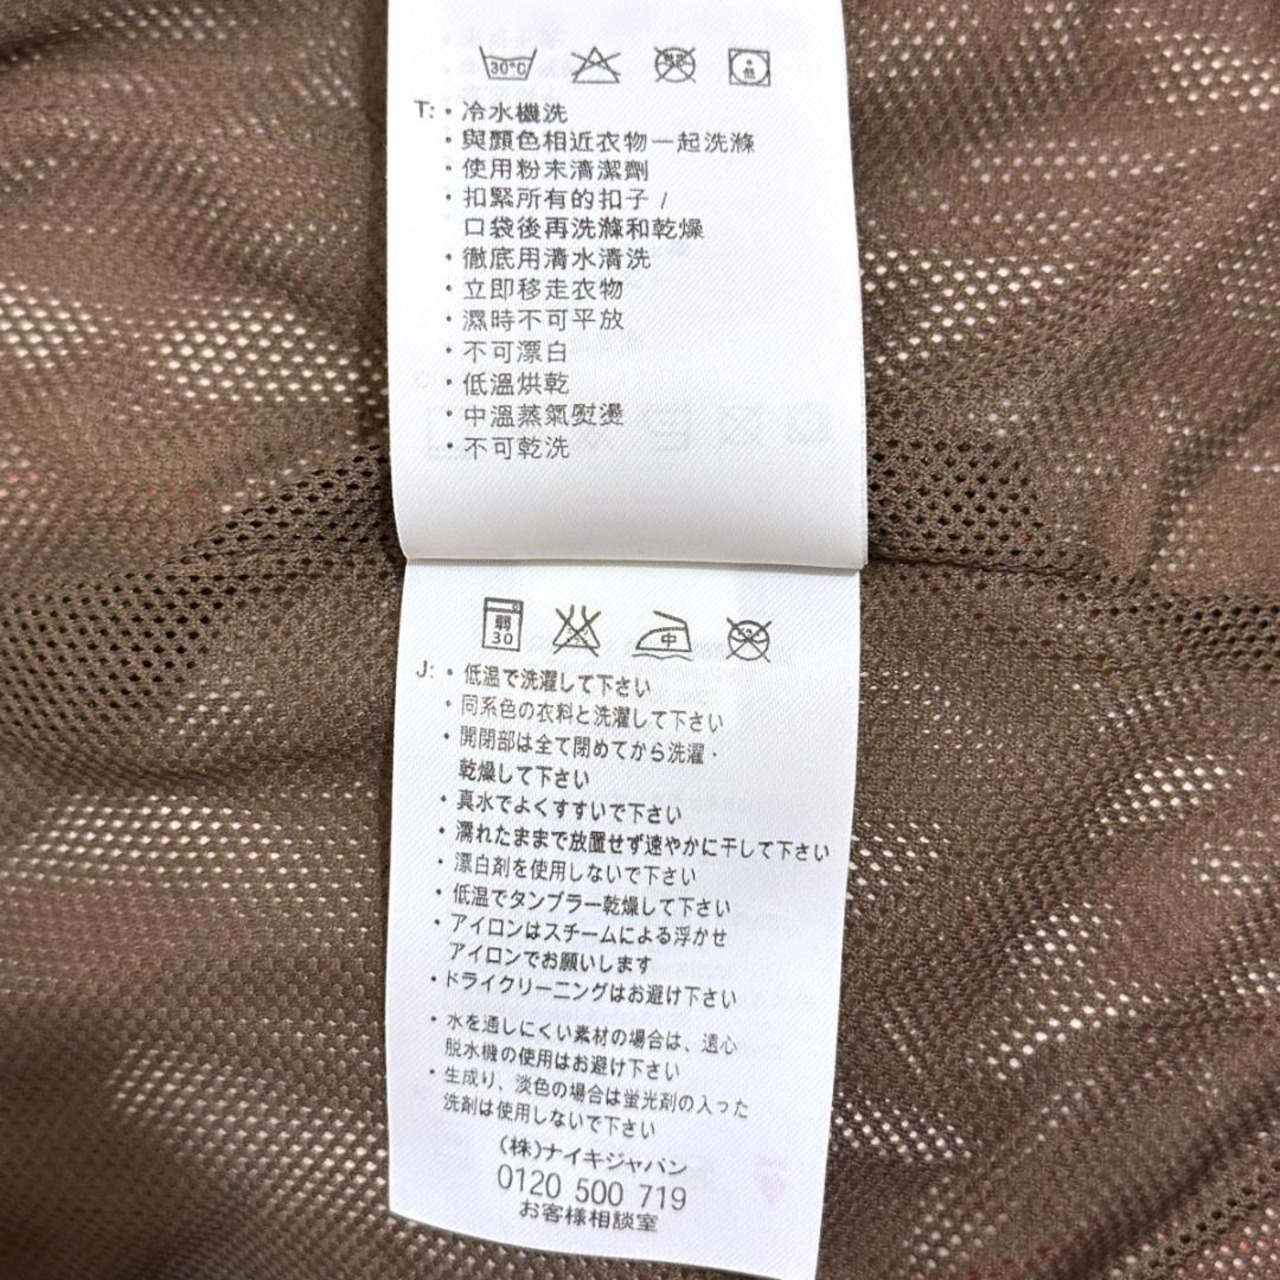 30°C 低
T: ・冷水機洗
・與顏色相近衣物一起洗滌
・使用粉末清潔劑
・扣緊所有的扣子 /
口袋後再洗滌和乾燥
・徹底用清水清洗
・立即移走衣物
・濕時不可平放
・不可漂白
・低溫烘乾
・中溫蒸氣熨燙
・不可乾洗
弱 中
30
J: ・低温で洗濯して下さい
・同系色の衣料と洗濯して下さい
・開閉部は全て閉めてから洗濯・
乾燥して下さい
・真水でよくすすいで下さい
・濡れたままで放置せず速やかに干して下さい
・漂白剤を使用しないで下さい
・低温でタンブラー乾燥して下さい
・アイロンはスチームによる浮かせ
アイロンでお願いします
・ドライクリーニングはお避け下さい
・水を通しにくい素材の場合は、遠心
脱水機の使用はお避け下さい
・生成り、淡色の場合は蛍光剤の入った
洗剤は使用しないで下さい
(株)ナイキジャパン
0120 500 719
お客様相談室